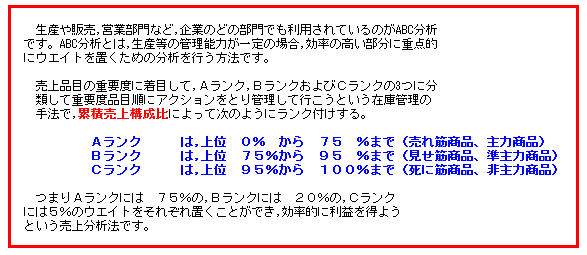 生産や販売,営業部門など,企業のどの部門でも利用されているのがABC分析
です。ABC分析とは,生産等の管理能力が一定の場合,効率の高い部分に重点的
にウエイトを置くための分析を行う方法です。
売上品目の重要度に着目して,Ａランク,ＢランクおよびＣランクの3つに分
類して重要度品目順にアクションをとり管理して行こうという在庫管理の
手法で,累積売上構成比によって次のようにランク付けする。
Ａランク　　は,上位　０％　から　７５　％まで（売れ筋商品、主力商品）
Ｂランク　　は,上位　７５％から　９５　％まで（見せ筋商品、準主力商品）
Ｃランク　　は,上位　９５％から　１００％まで（死に筋商品、非主力商品）
つまりＡランクには　７５％の,Ｂランクには　２０％の,Ｃランク
には５％のウエイトをそれぞれ置くことができ,効率的に利益を得よう
という売上分析法です。